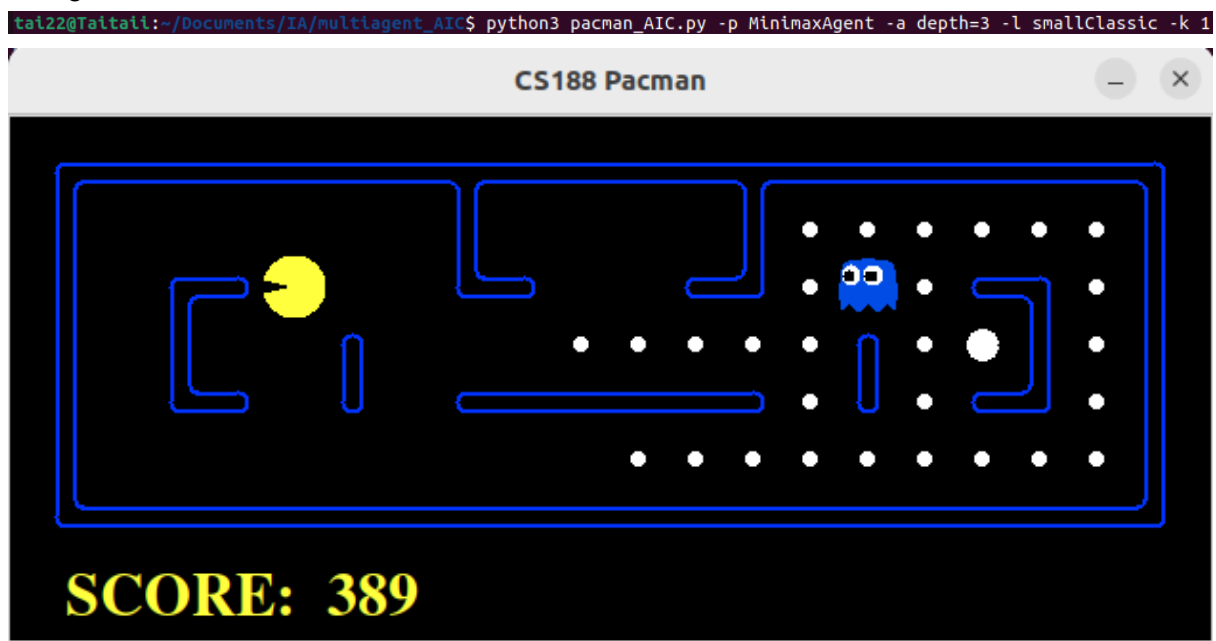 tai22@Taitaii:~/Documents/IA/multiagent_AIC$ python3 pacman_AIC.py -p MinimaxAgent -a depth=3 -l smallClassic -k 1
CS188 Pacman
SCORE: 389